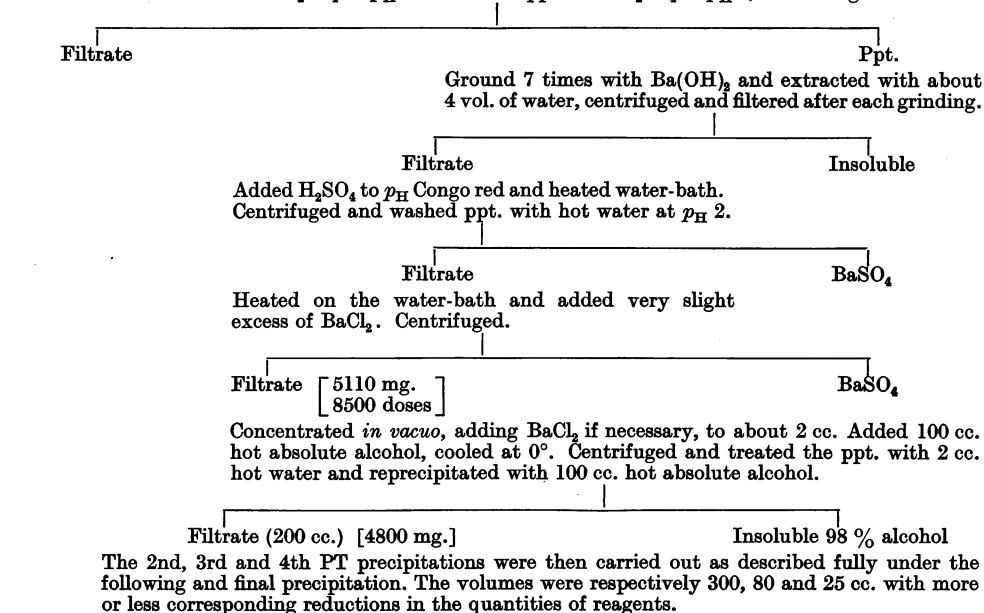 Filtrate Ppt.
Ground 7 times with Ba(OH)₂ and extracted with about
4 vol. of water, centrifuged and filtered after each grinding.
Filtrate Insoluble
Added H₂SO₄ to pH Congo red and heated water-bath.
Centrifuged and washed ppt. with hot water at pH 2.
Filtrate BaSO₄
Heated on the water-bath and added very slight
excess of BaCl₂. Centrifuged.
Filtrate [5110 mg. BaSO₄
8500 doses]
Concentrated in vacuo, adding BaCl₂ if necessary, to about 2 cc. Added 100 cc.
hot absolute alcohol, cooled at 0°. Centrifuged and treated the ppt. with 2 cc.
hot water and reprecipitated with 100 cc. hot absolute alcohol.
Filtrate (200 cc.) [4800 mg.] Insoluble 98 % alcohol
The 2nd, 3rd and 4th PT precipitations were then carried out as described fully under the
following and final precipitation. The volumes were respectively 300, 80 and 25 cc. with more
or less corresponding reductions in the quantities of reagents.